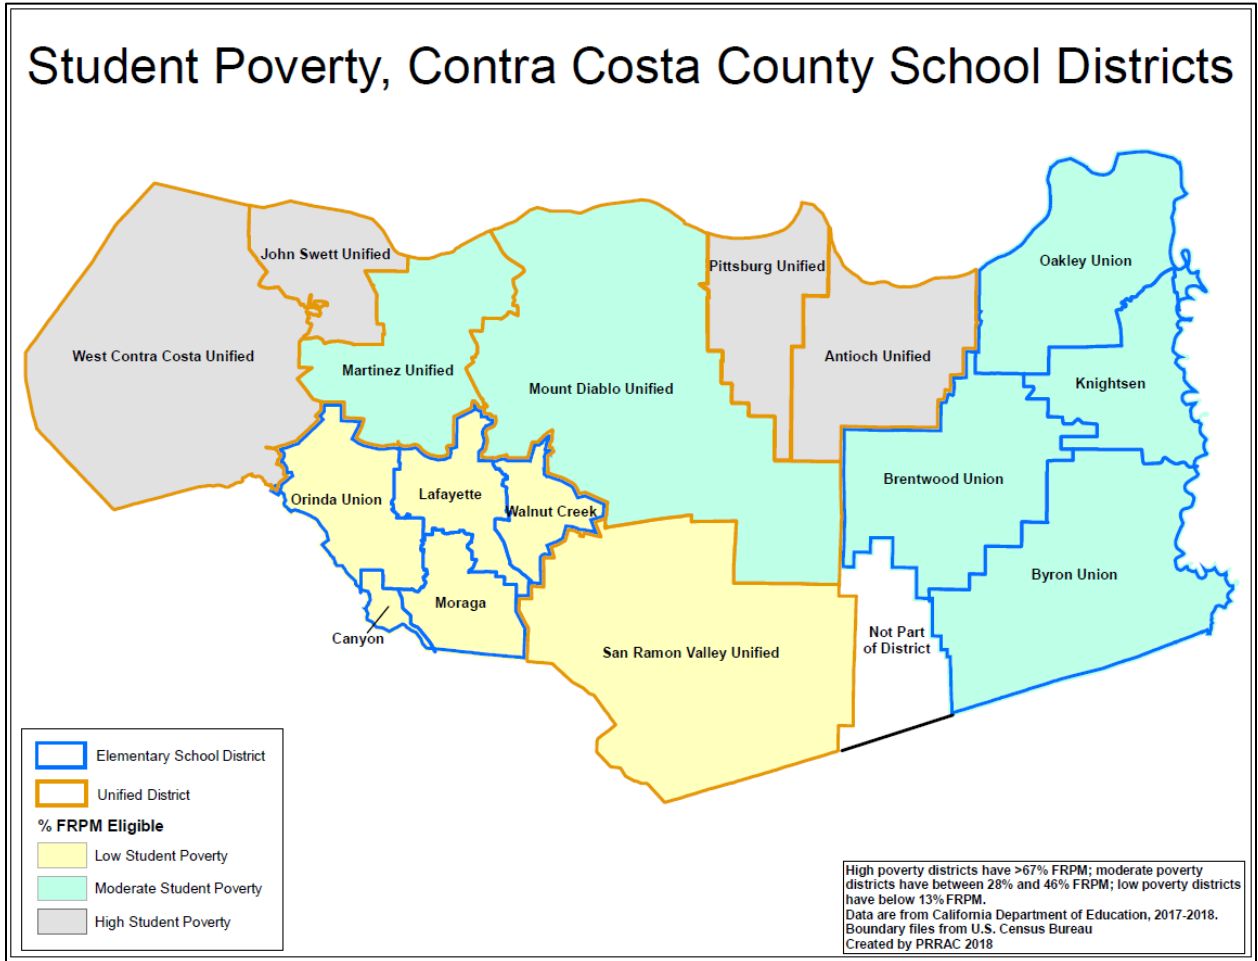 Student Poverty, Contra Costa County School Districts
John Swett Unified
Pittsburg Unified
Oakley Union
West Contra Costa Unified
Martinez Unified
Mount Diablo Unified
Antioch Unified
Knightsen
Orinda Union
Lafayette
Walnut Creek
Brentwood Union
Byron Union
Moraga
Canyon
San Ramon Valley Unified
Not Part
of District
Elementary School District
Unified District
% FRPM Eligible
Low Student Poverty
Moderate Student Poverty
High Student Poverty
High poverty districts have >67% FRPM; moderate poverty
districts have between 28% and 46% FRPM; low poverty districts
have below 13% FRPM.
Data are from California Department of Education, 2017-2018.
Boundary files from U.S. Census Bureau
Created by PRRAC 2018